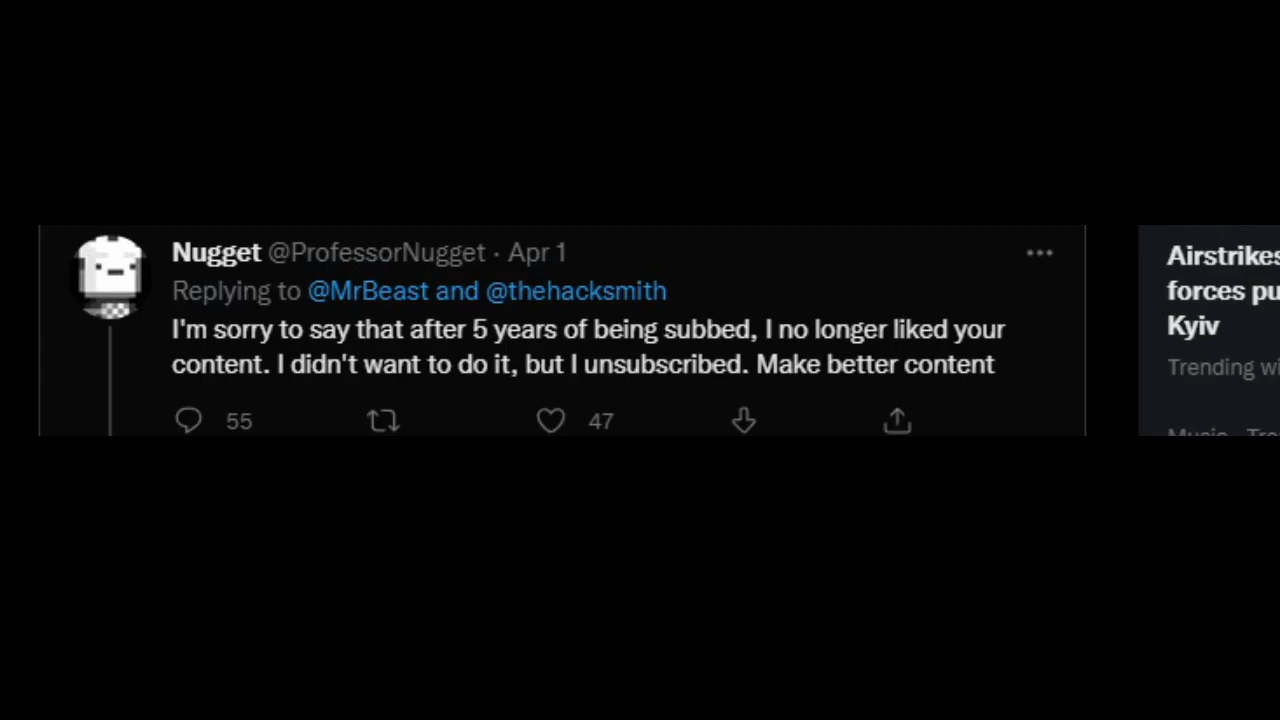 Nugget @ProfessorNugget · Apr 1
Replying to @MrBeast and @thehacksmith
I'm sorry to say that after 5 years of being subbed, I no longer liked your
content. I didn't want to do it, but I unsubscribed. Make better content
55 47
Airstrikes
forces pu
Kyiv
Trending wi